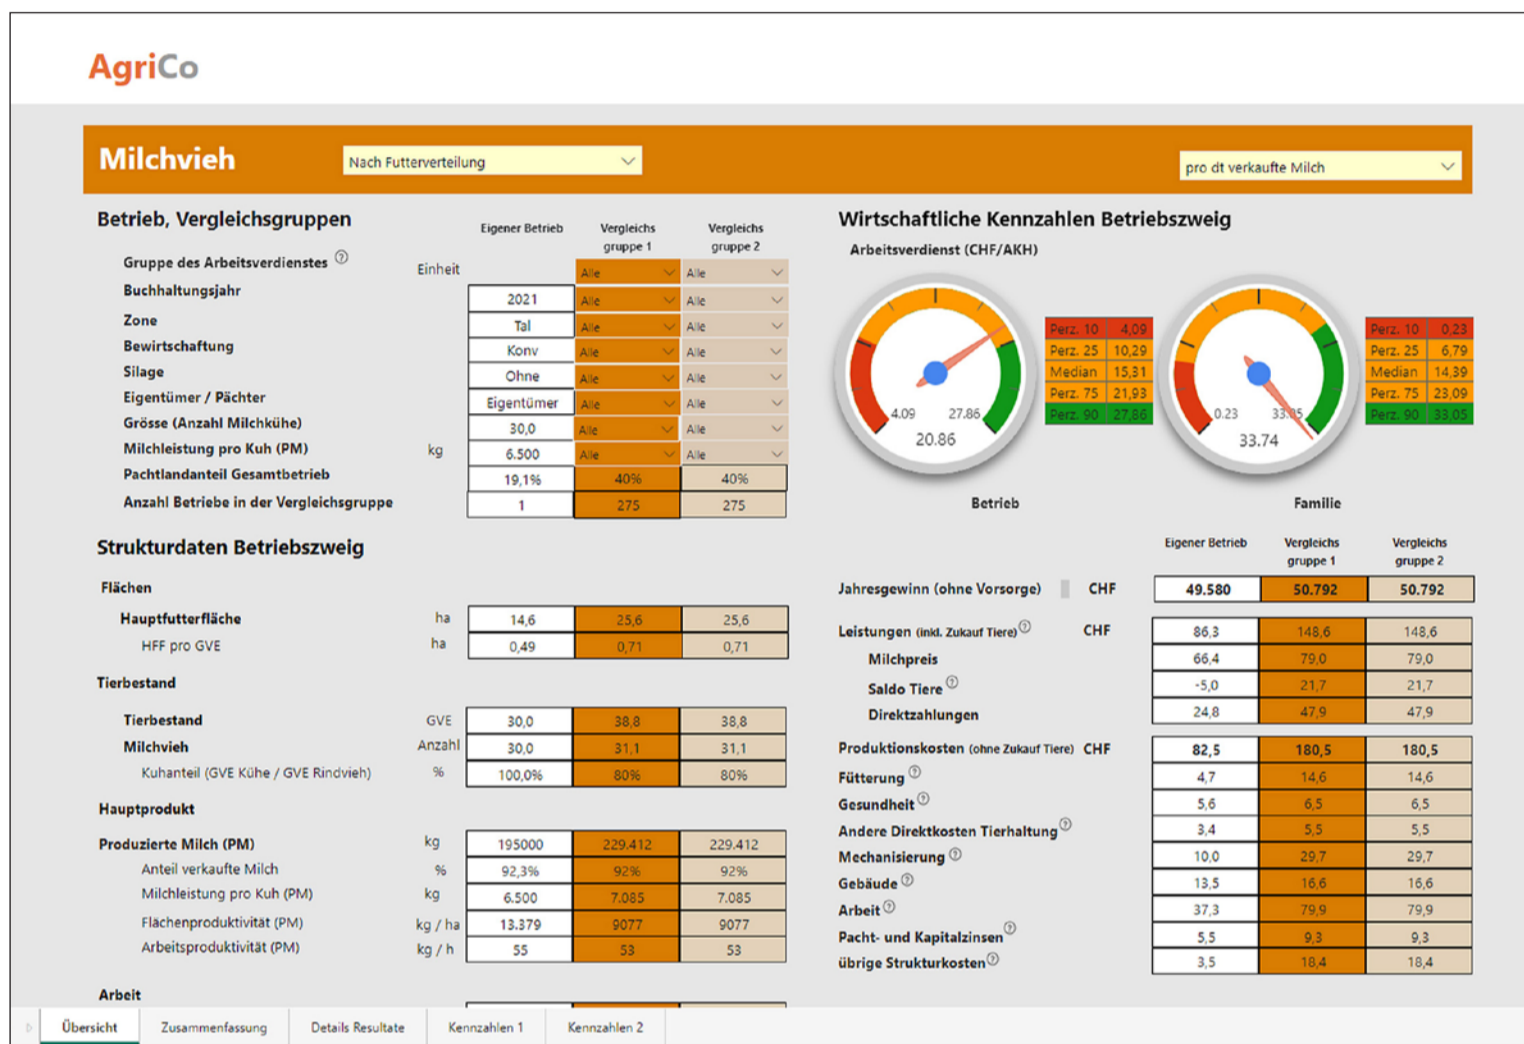 AgriCo
Milchvieh
Nach Futterverteilung
pro dt verkaufte Milch
Betrieb, Vergleichsgruppen
Eigener Betrieb Vergleichs gruppe 1 Vergleichs gruppe 2
Gruppe des Arbeitsverdienstes ? Einheit Alle Alle
Buchhaltungsjahr 2021 Alle Alle
Zone Tal Alle Alle
Bewirtschaftung Konv Alle Alle
Silage Ohne Alle Alle
Eigentümer / Pächter Eigentümer Alle Alle
Grösse (Anzahl Milchkühe) 30,0 Alle Alle
Milchleistung pro Kuh (PM) kg 6.500 Alle Alle
Pachtlandanteil Gesamtbetrieb 19,1% 40% 40%
Anzahl Betriebe in der Vergleichsgruppe 1 275 275
Strukturdaten Betriebszweig
Flächen
Hauptfutterfläche ha 14,6 25,6 25,6
HFF pro GVE ha 0,49 0,71 0,71
Tierbestand
Tierbestand GVE 30,0 38,8 38,8
Milchvieh Anzahl 30,0 31,1 31,1
Kuhanteil (GVE Kühe / GVE Rindvieh) % 100,0% 80% 80%
Hauptprodukt
Produzierte Milch (PM) kg 195000 229.412 229.412
Anteil verkaufte Milch % 92,3% 92% 92%
Milchleistung pro Kuh (PM) kg 6.500 7.085 7.085
Flächenproduktivität (PM) kg / ha 13.379 9077 9077
Arbeitsproduktivität (PM) kg / h 55 53 53
Arbeit
Wirtschaftliche Kennzahlen Betriebszweig
Arbeitsverdienst (CHF/AKH)
4.09 27.86
20.86
Betrieb
Perz. 10 4,09
Perz. 25 10,29
Median 15,31
Perz. 75 21,93
Perz. 90 27,86
0.23 33.05
33.74
Familie
Perz. 10 0,23
Perz. 25 6,79
Median 14,39
Perz. 75 23,09
Perz. 90 33,05
Eigener Betrieb Vergleichs gruppe 1 Vergleichs gruppe 2
Jahresgewinn (ohne Vorsorge) CHF 49.580 50.792 50.792
Leistungen (inkl. Zukauf Tiere) ? CHF 86,3 148,6 148,6
Milchpreis 66,4 79,0 79,0
Saldo Tiere ? -5,0 21,7 21,7
Direktzahlungen 24,8 47,9 47,9
Produktionskosten (ohne Zukauf Tiere) CHF 82,5 180,5 180,5
Fütterung ? 4,7 14,6 14,6
Gesundheit ? 5,6 6,5 6,5
Andere Direktkosten Tierhaltung ? 3,4 5,5 5,5
Mechanisierung ? 10,0 29,7 29,7
Gebäude ? 13,5 16,6 16,6
Arbeit ? 37,3 79,9 79,9
Pacht- und Kapitalzinsen ? 5,5 9,3 9,3
übrige Strukturkosten ? 3,5 18,4 18,4
Übersicht Zusammenfassung Details Resultate Kennzahlen 1 Kennzahlen 2